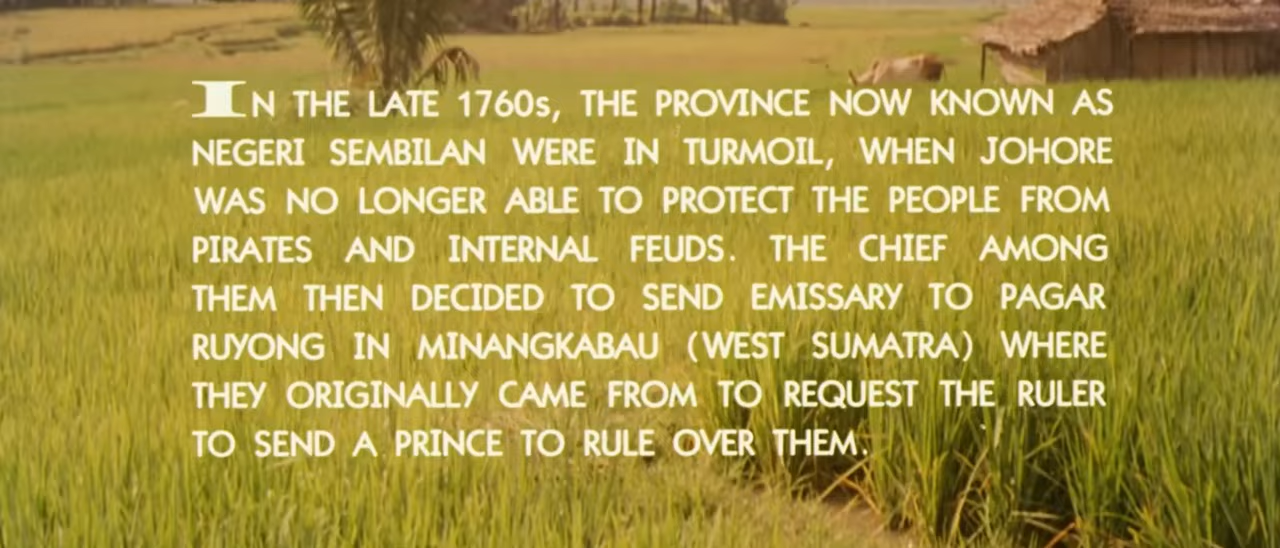 IN THE LATE 1760s, THE PROVINCE NOW KNOWN AS
NEGERI SEMBILAN WERE IN TURMOIL, WHEN JOHORE
WAS NO LONGER ABLE TO PROTECT THE PEOPLE FROM
PIRATES AND INTERNAL FEUDS. THE CHIEF AMONG
THEM THEN DECIDED TO SEND EMISSARY TO PAGAR
RUYONG IN MINANGKABAU (WEST SUMATRA) WHERE
THEY ORIGINALLY CAME FROM TO REQUEST THE RULER
TO SEND A PRINCE TO RULE OVER THEM.